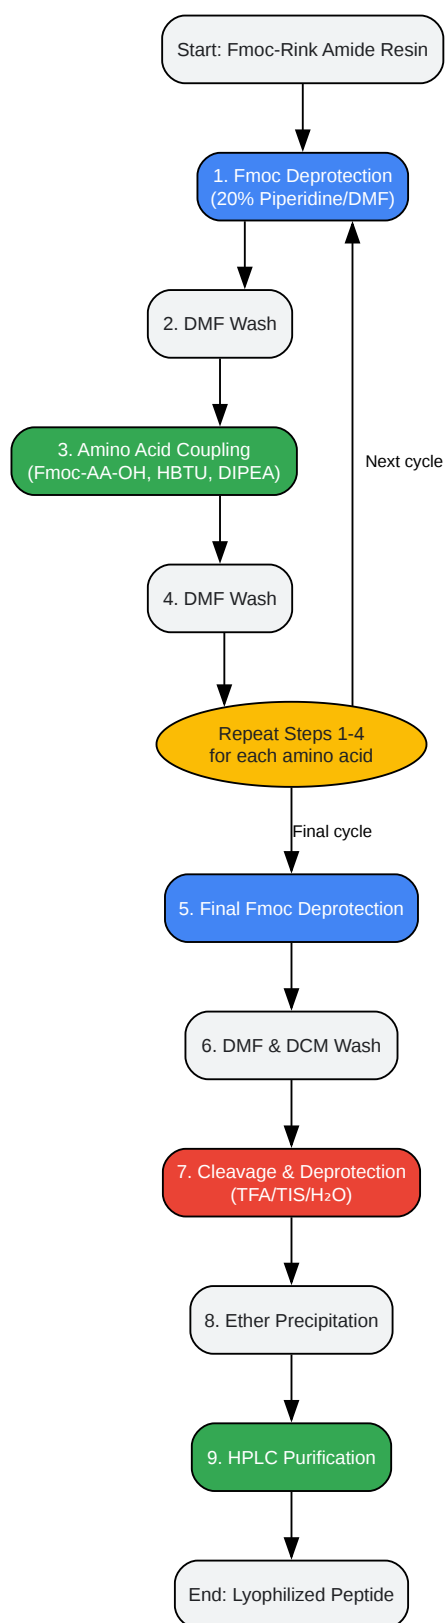 Start: Fmoc-Rink Amide Resin
1. Fmoc Deprotection
(20% Piperidine/DMF)
2. DMF Wash
3. Amino Acid Coupling
(Fmoc-AA-OH, HBTU, DIPEA)
Next cycle
4. DMF Wash
Repeat Steps 1-4
for each amino acid
Final cycle
5. Final Fmoc Deprotection
6. DMF & DCM Wash
7. Cleavage & Deprotection
(TFA/TIS/H₂O)
8. Ether Precipitation
9. HPLC Purification
End: Lyophilized Peptide